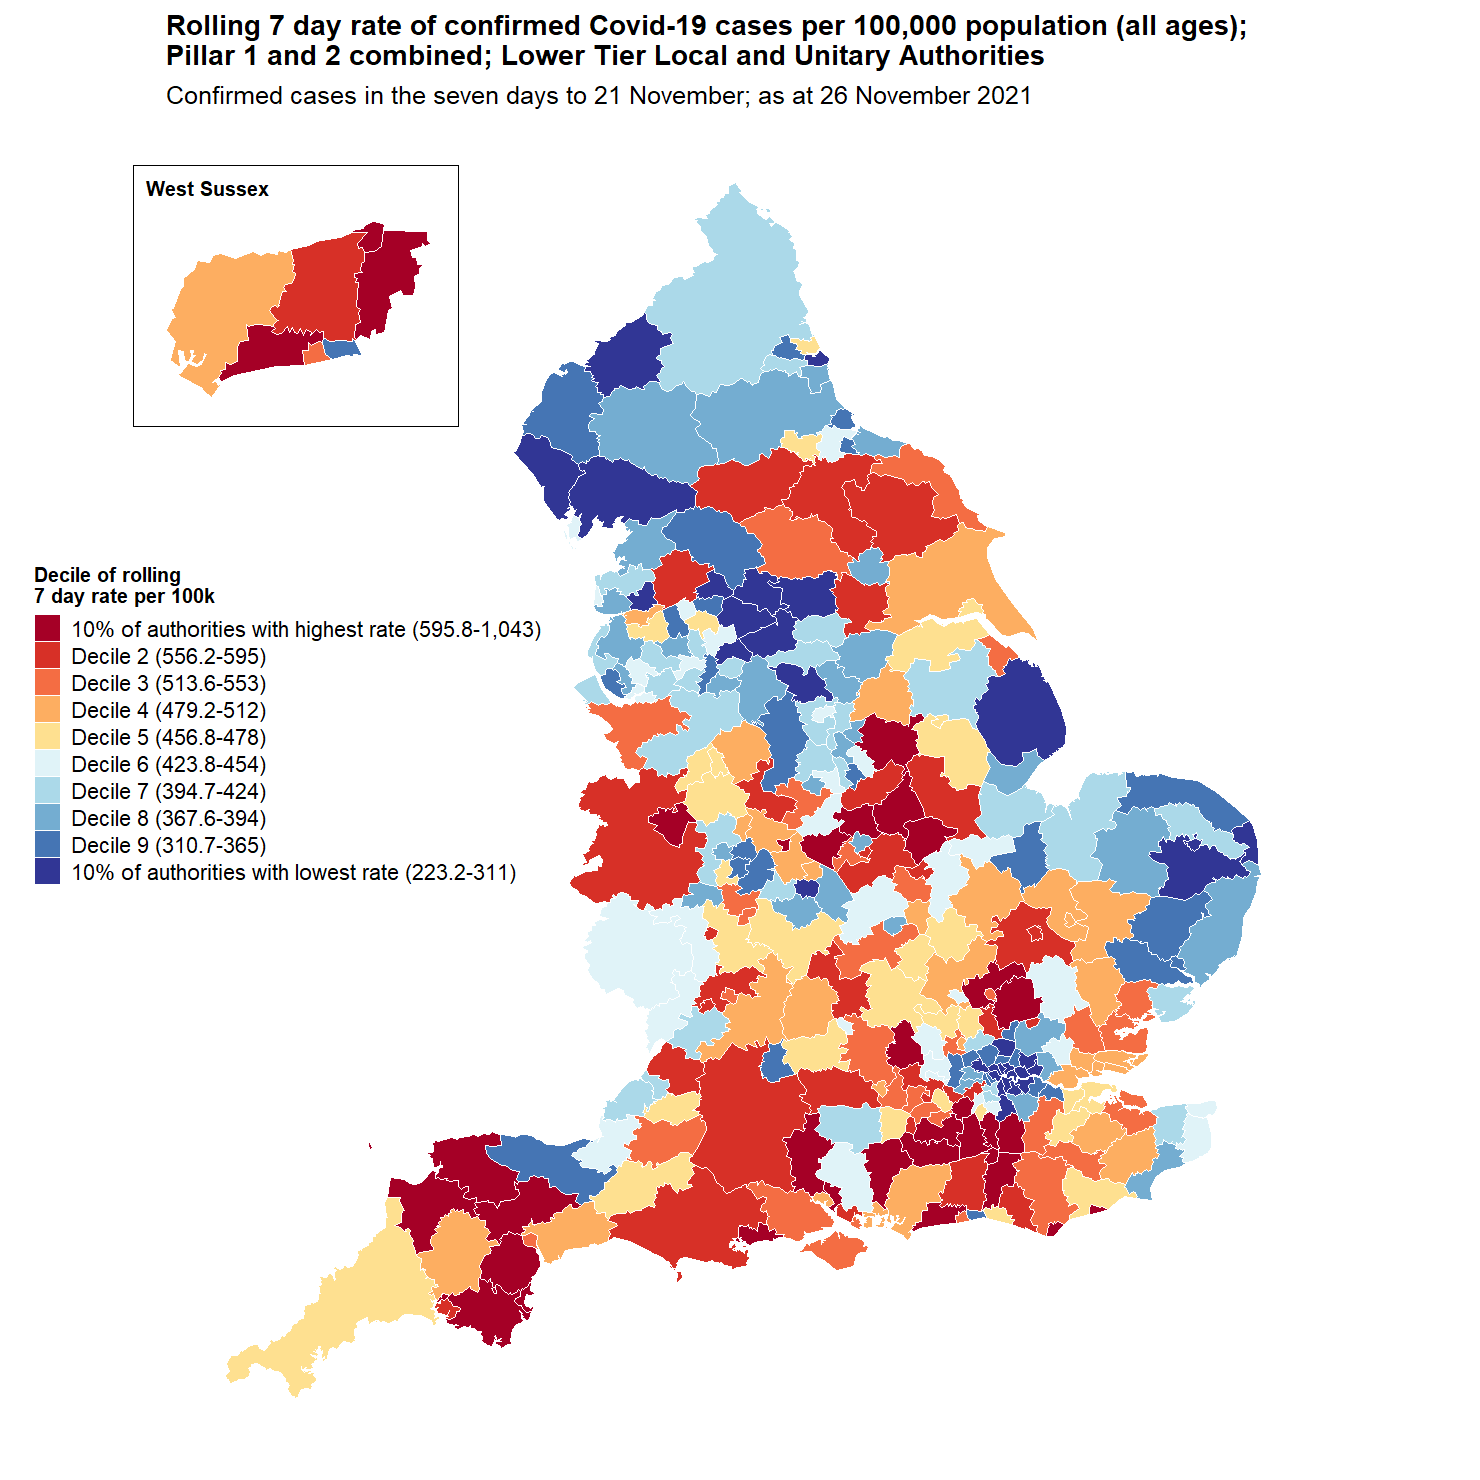 Rolling 7 day rate of confirmed Covid-19 cases per 100,000 population (all ages);
Pillar 1 and 2 combined; Lower Tier Local and Unitary Authorities
Confirmed cases in the seven days to 21 November; as at 26 November 2021
West Sussex
Decile of rolling
7 day rate per 100k
10% of authorities with highest rate (595.8-1,043)
Decile 2 (556.2-595)
Decile 3 (513.6-553)
Decile 4 (479.2-512)
Decile 5 (456.8-478)
Decile 6 (423.8-454)
Decile 7 (394.7-424)
Decile 8 (367.6-394)
Decile 9 (310.7-365)
10% of authorities with lowest rate (223.2-311)